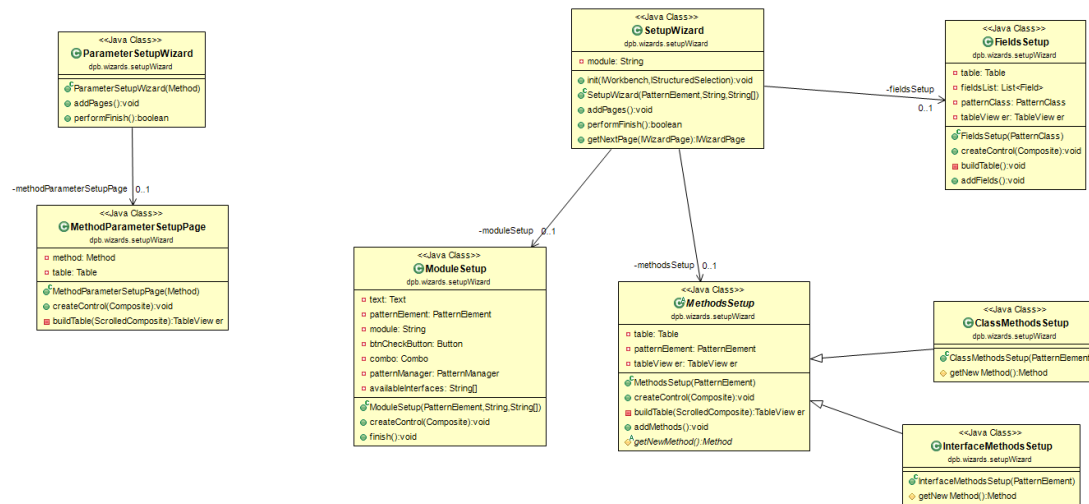 <<Java Class>>
ParameterSetupWizard
dpb.wizards.setupWizard
ParameterSetupWizard(Method)
addPages():void
performFinish():boolean
-methodParameterSetupPage
0..1
<<Java Class>>
MethodParameterSetupPage
dpb.wizards.setupWizard
method: Method
table: Table
MethodParameterSetupPage(Method)
createControl(Composite):void
buildTable(ScrolledComposite):TableViewer
<<Java Class>>
SetupWizard
dpb.wizards.setupWizard
module: String
init(IWorkbench,IStructuredSelection):void
SetupWizard(PatternElement,String,String[])
addPages():void
performFinish():boolean
getNextPage(IWizardPage):IWizardPage
-fieldsSetup
0..1
<<Java Class>>
FieldsSetup
dpb.wizards.setupWizard
table: Table
fieldsList: List<Field>
patternClass: PatternClass
tableViewer: TableViewer
FieldsSetup(PatternClass)
createControl(Composite):void
buildTable():void
addFields():void
-moduleSetup
0..1
<<Java Class>>
ModuleSetup
dpb.wizards.setupWizard
text: Text
patternElement: PatternElement
module: String
btnCheckButton: Button
combo: Combo
patternManager: PatternManager
availableInterfaces: String[]
ModuleSetup(PatternElement,String,String[])
createControl(Composite):void
finish():void
-methodsSetup
0..1
<<Java Class>>
MethodsSetup
dpb.wizards.setupWizard
table: Table
patternElement: PatternElement
tableViewer: TableViewer
MethodsSetup(PatternElement)
createControl(Composite):void
buildTable(ScrolledComposite):TableViewer
addMethods():void
getNewMethod():Method
<<Java Class>>
ClassMethodsSetup
dpb.wizards.setupWizard
ClassMethodsSetup(PatternElement)
getNewMethod():Method
<<Java Class>>
InterfaceMethodsSetup
dpb.wizards.setupWizard
InterfaceMethodsSetup(PatternElement)
getNewMethod():Method